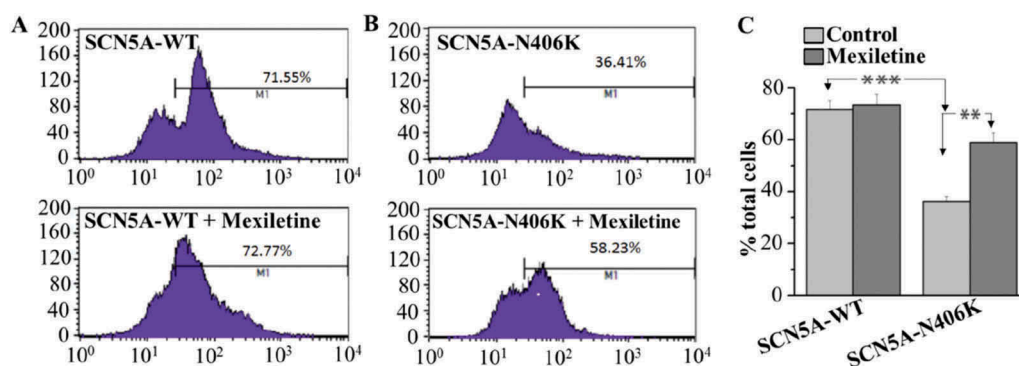 A
SCN5A-WT
200
160
120
80
40
0
71.55%
M1
10^0 10^1 10^2 10^3 10^4
SCN5A-WT + Mexiletine
200
160
120
80
40
0
72.77%
M1
10^0 10^1 10^2 10^3 10^4
B
SCN5A-N406K
200
160
120
80
40
0
36.41%
M1
10^0 10^1 10^2 10^3 10^4
SCN5A-N406K + Mexiletine
200
160
120
80
40
0
58.23%
M1
10^0 10^1 10^2 10^3 10^4
C
Control
Mexiletine
% total cells
80
60
40
20
0
***
**
SCN5A-WT
SCN5A-N406K